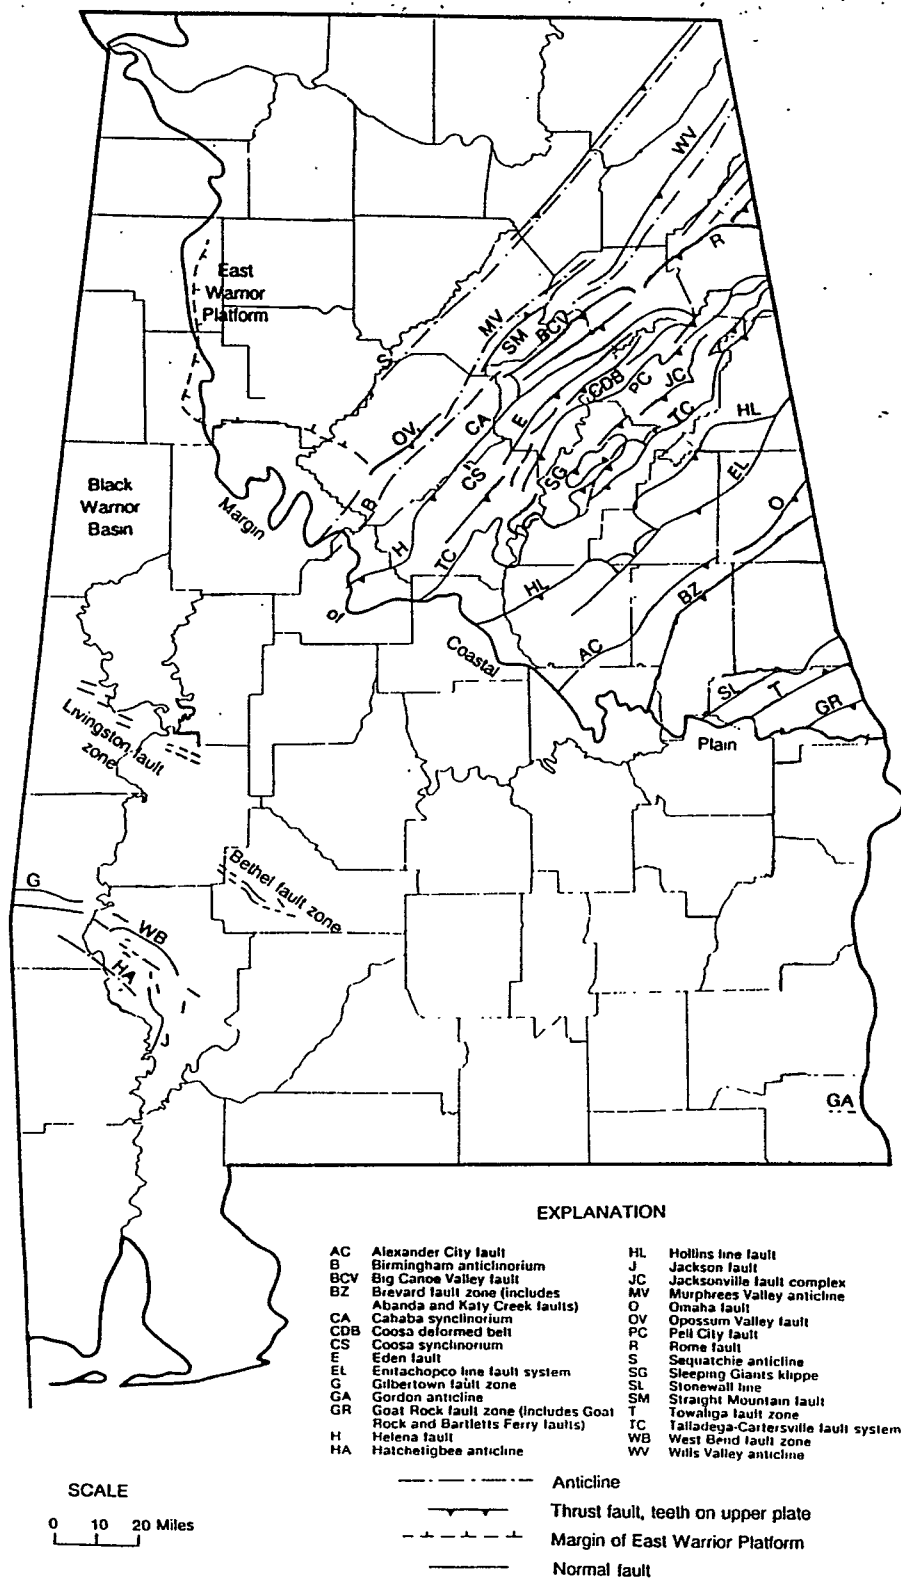 WV
R
East
Warrior
Platform
MV
SM
BCV
S
CDB
PC
JC
TC
HL
OV
CA
E
CS
SG
EL
O
Black
Warrior
Basin
Margin
B
H
TC
HL
BZ
of
AC
Coastal
SL
T
GR
Plain
Livingston fault
zone
Bethel fault zone
G
WB
HA
J
GA
EXPLANATION
AC Alexander City fault
B Birmingham anticlinorium
BCV Big Canoe Valley fault
BZ Brevard fault zone (includes
Abanda and Katy Creek faults)
CA Cahaba synclinorium
CDB Coosa deformed belt
CS Coosa synclinorium
E Eden fault
EL Enitachopco line fault system
G Gilbertown fault zone
GA Gordon anticline
GR Goat Rock fault zone (includes Goat
Rock and Bartletts Ferry faults)
H Helena fault
HA Hatchetigbee anticline
HL Hollins line fault
J Jackson fault
JC Jacksonville fault complex
MV Murphrees Valley anticline
O Omaha fault
OV Opossum Valley fault
PC Pell City fault
R Rome fault
S Sequatchie anticline
SG Sleeping Giants klippe
SL Stonewall line
SM Straight Mountain fault
T Towaliga fault zone
TC Talladega-Cartersville fault system
WB West Bend fault zone
WV Wills Valley anticline
SCALE
0 10 20 Miles
Anticline
Thrust fault, teeth on upper plate
Margin of East Warrior Platform
Normal fault